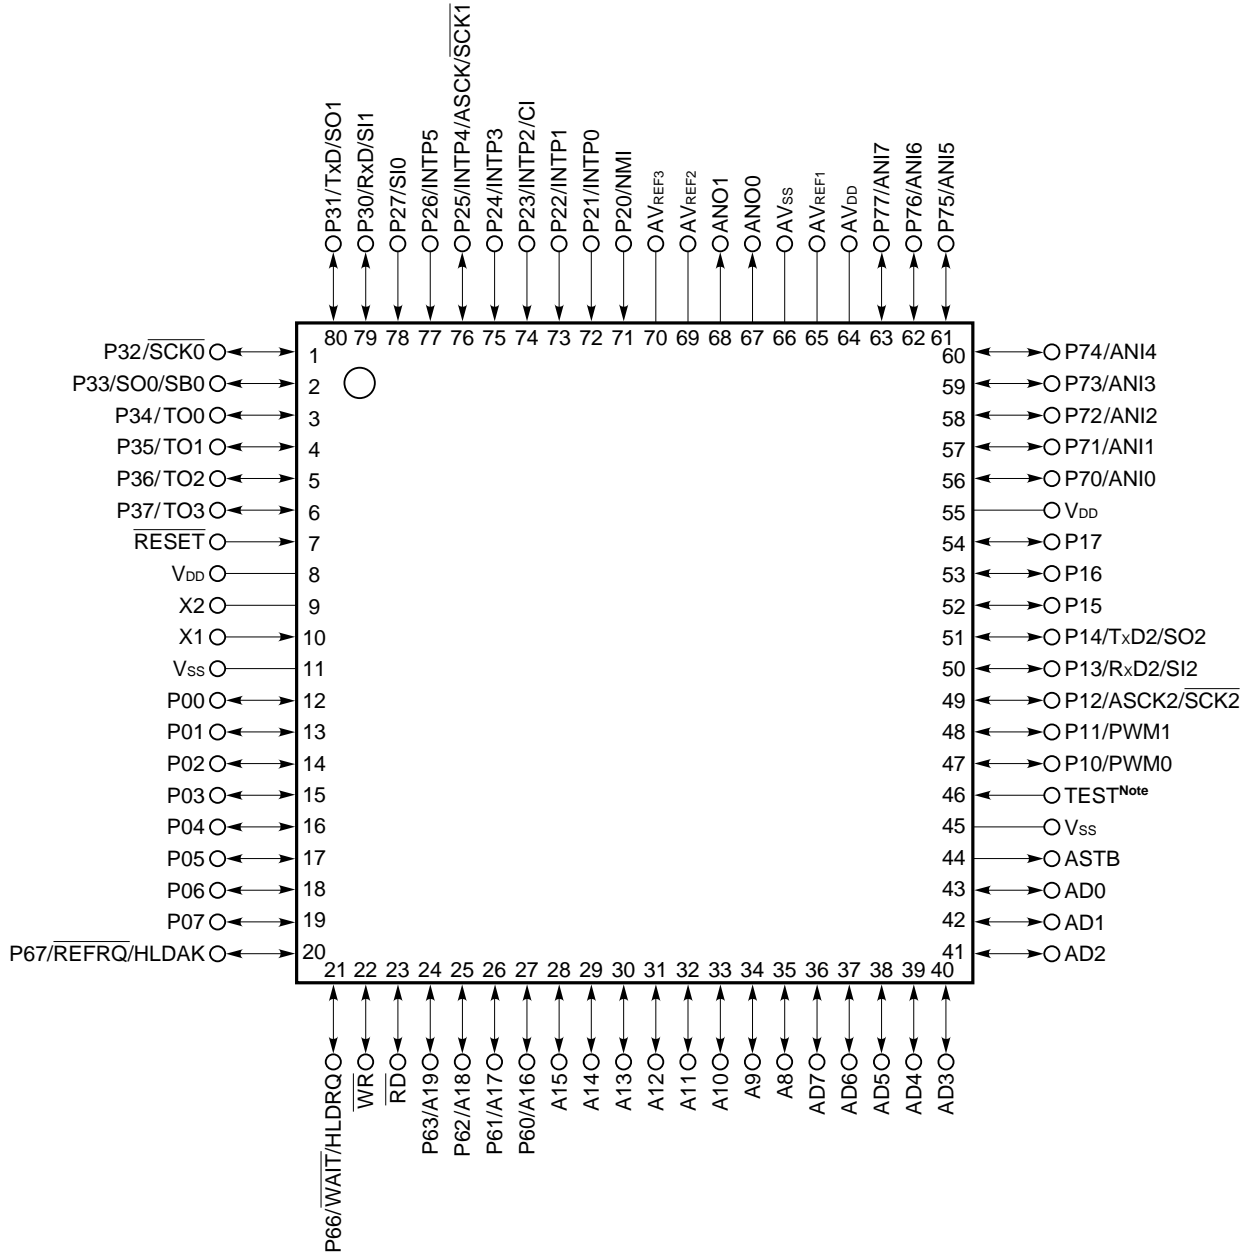 P31/TxD/SO1
P30/RxD/SI1
P27/SI0
P26/INTP5
P25/INTP4/ASCK/SCK1
P24/INTP3
P23/INTP2/CI
P22/INTP1
P21/INTP0
P20/NMI
AVREF3
AVREF2
ANO1
ANO0
AVSS
AVREF1
AVDD
P77/ANI7
P76/ANI6
P75/ANI5
80 79 78 77 76 75 74 73 72 71 70 69 68 67 66 65 64 63 62 61
P32/SCK0 1
P33/SO0/SB0 2
P34/TO0 3
P35/TO1 4
P36/TO2 5
P37/TO3 6
RESET 7
VDD 8
X2 9
X1 10
VSS 11
P00 12
P01 13
P02 14
P03 15
P04 16
P05 17
P06 18
P07 19
P67/REFRQ/HLDAK 20
60 P74/ANI4
59 P73/ANI3
58 P72/ANI2
57 P71/ANI1
56 P70/ANI0
55 VDD
54 P17
53 P16
52 P15
51 P14/TxD2/SO2
50 P13/RxD2/SI2
49 P12/ASCK2/SCK2
48 P11/PWM1
47 P10/PWM0
46 TESTNote
45 VSS
44 ASTB
43 AD0
42 AD1
41 AD2
21 22 23 24 25 26 27 28 29 30 31 32 33 34 35 36 37 38 39 40
P66/WAIT/HLDRQ
WR
RD
P63/A19
P62/A18
P61/A17
P60/A16
A15
A14
A13
A12
A11
A10
A9
A8
AD7
AD6
AD5
AD4
AD3